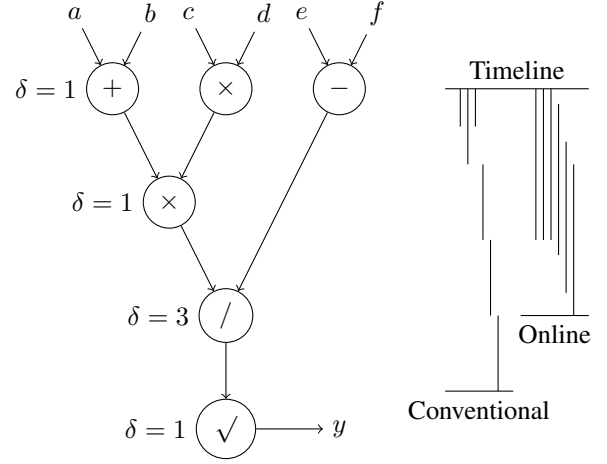 a b c d e f
Timeline
δ = 1 + × −
δ = 1 ×
δ = 3 /
Online
Conventional
δ = 1 √ y